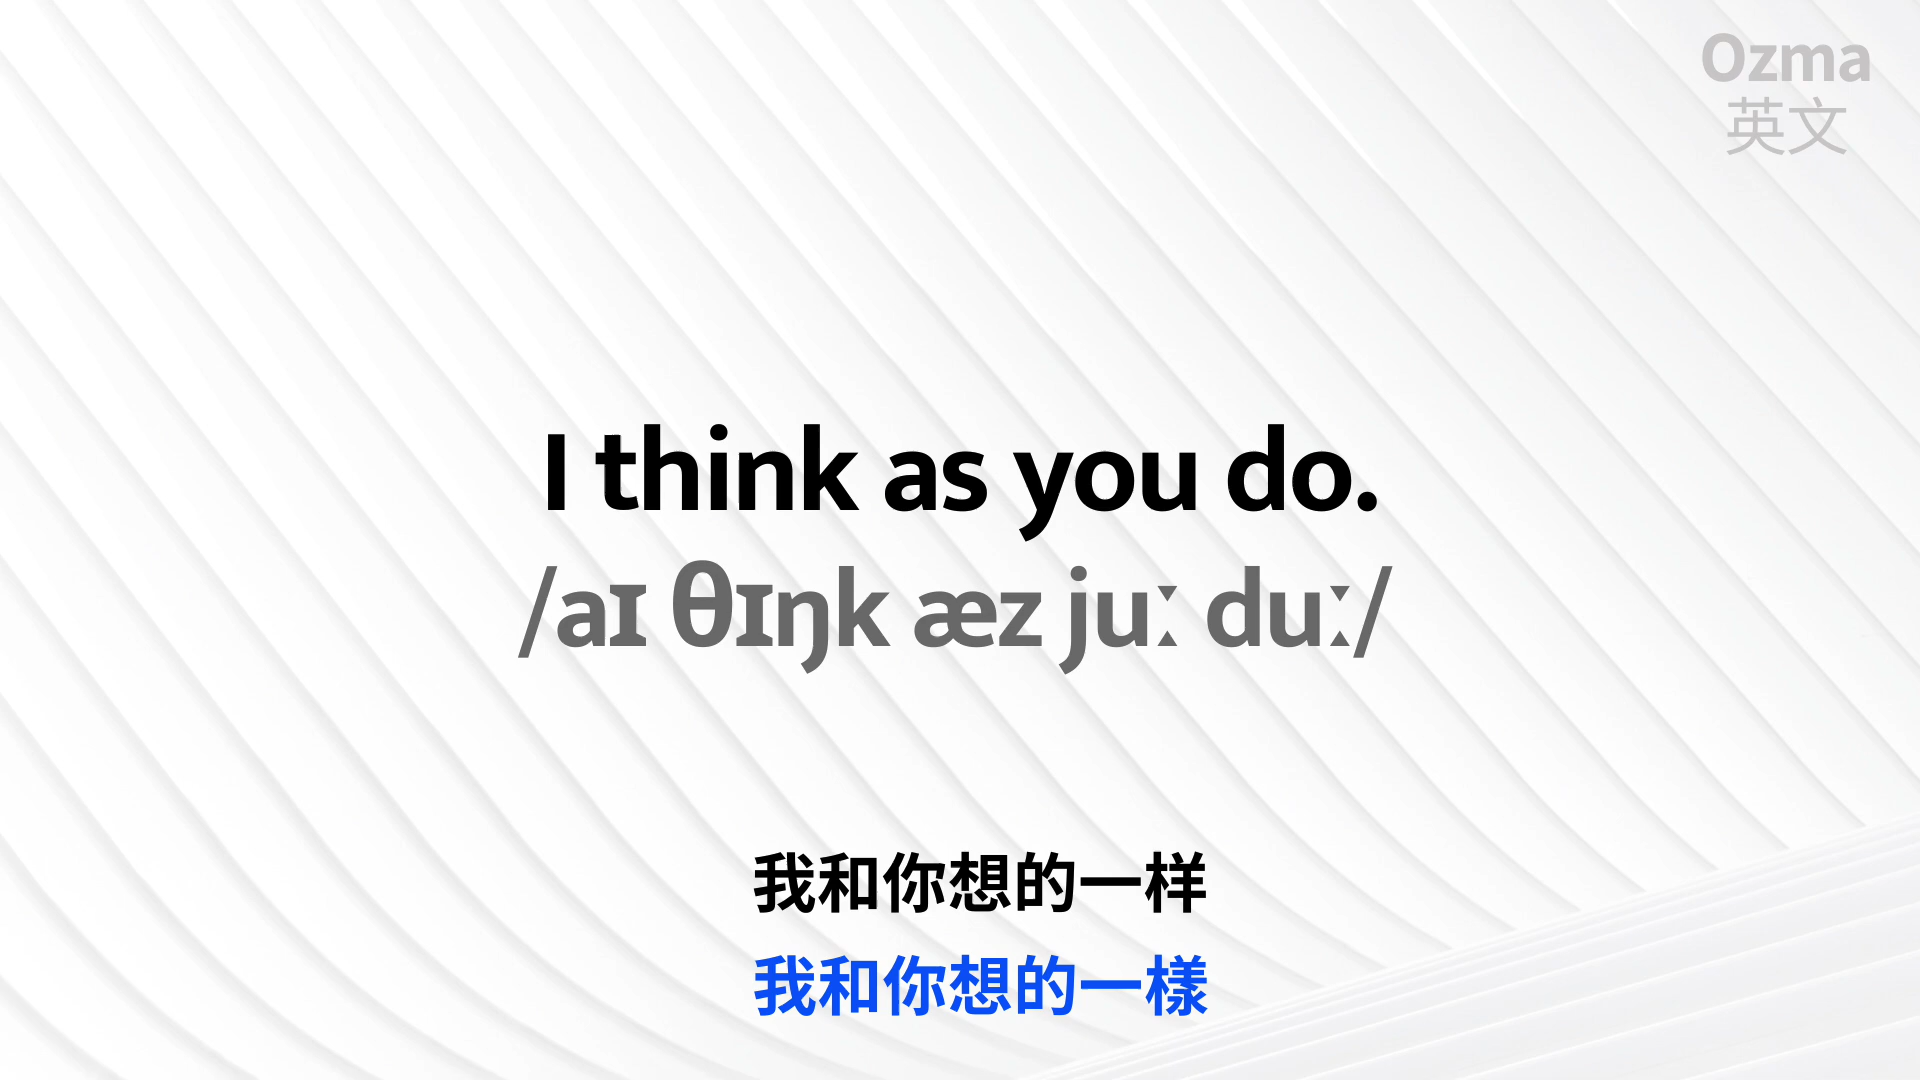 Ozma
英文
I think as you do.
/aɪ θɪŋk æz juː duː/
我和你想的一样
我和你想的一樣